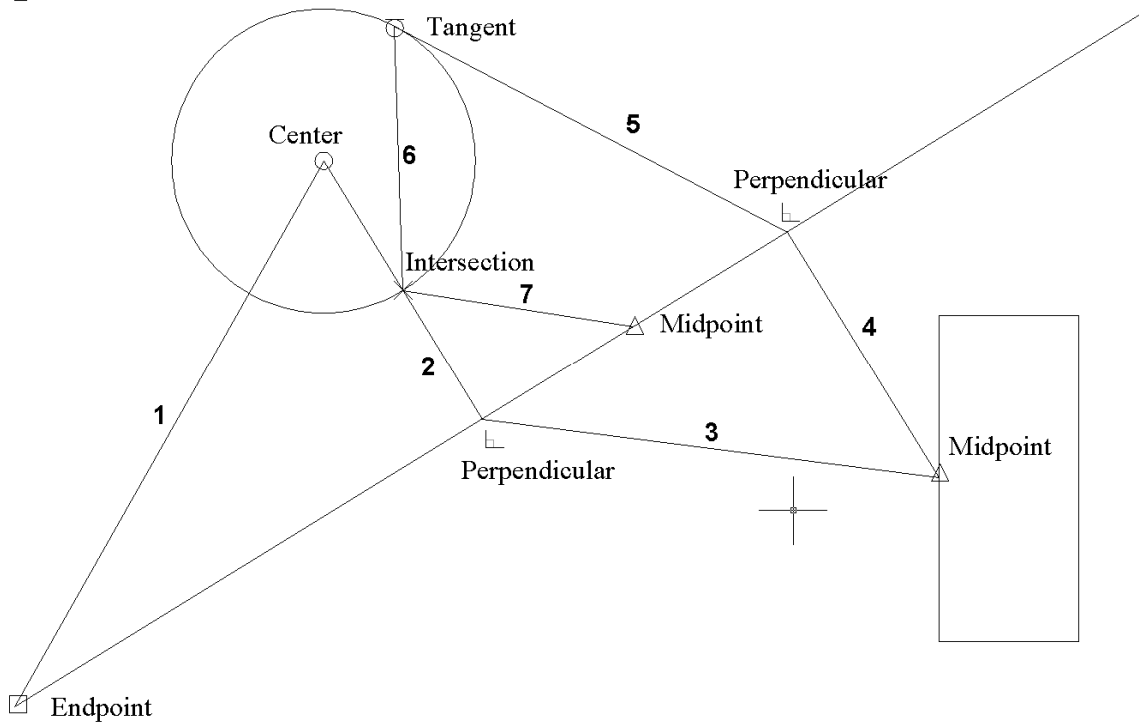 Tangent
5
Center
6
Perpendicular
Intersection
7
Midpoint
4
2
1
3
Midpoint
Perpendicular
Endpoint